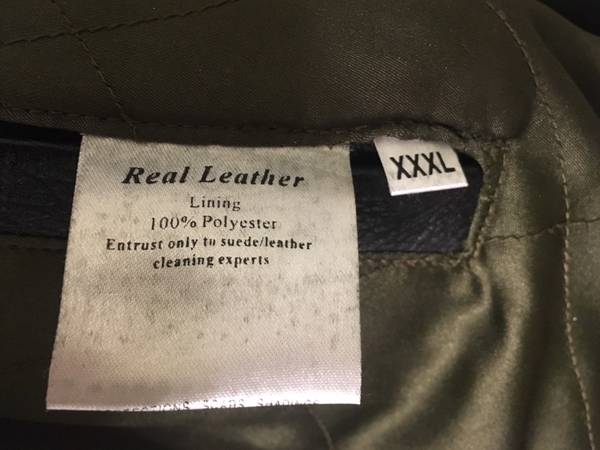 Real Leather
Lining
100% Polyester
Entrust only to suede/leather
cleaning experts
XXXL